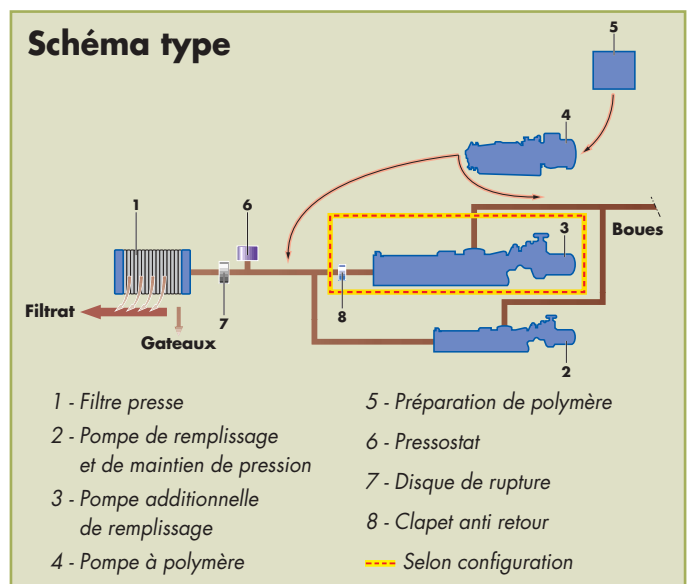 Schéma type
5
4
1
6
3
Boues
Filtrat
7
8
Gateaux
2
1 - Filtre presse
2 - Pompe de remplissage
et de maintien de pression
3 - Pompe additionnelle
de remplissage
4 - Pompe à polymère
5 - Préparation de polymère
6 - Pressostat
7 - Disque de rupture
8 - Clapet anti retour
Selon configuration